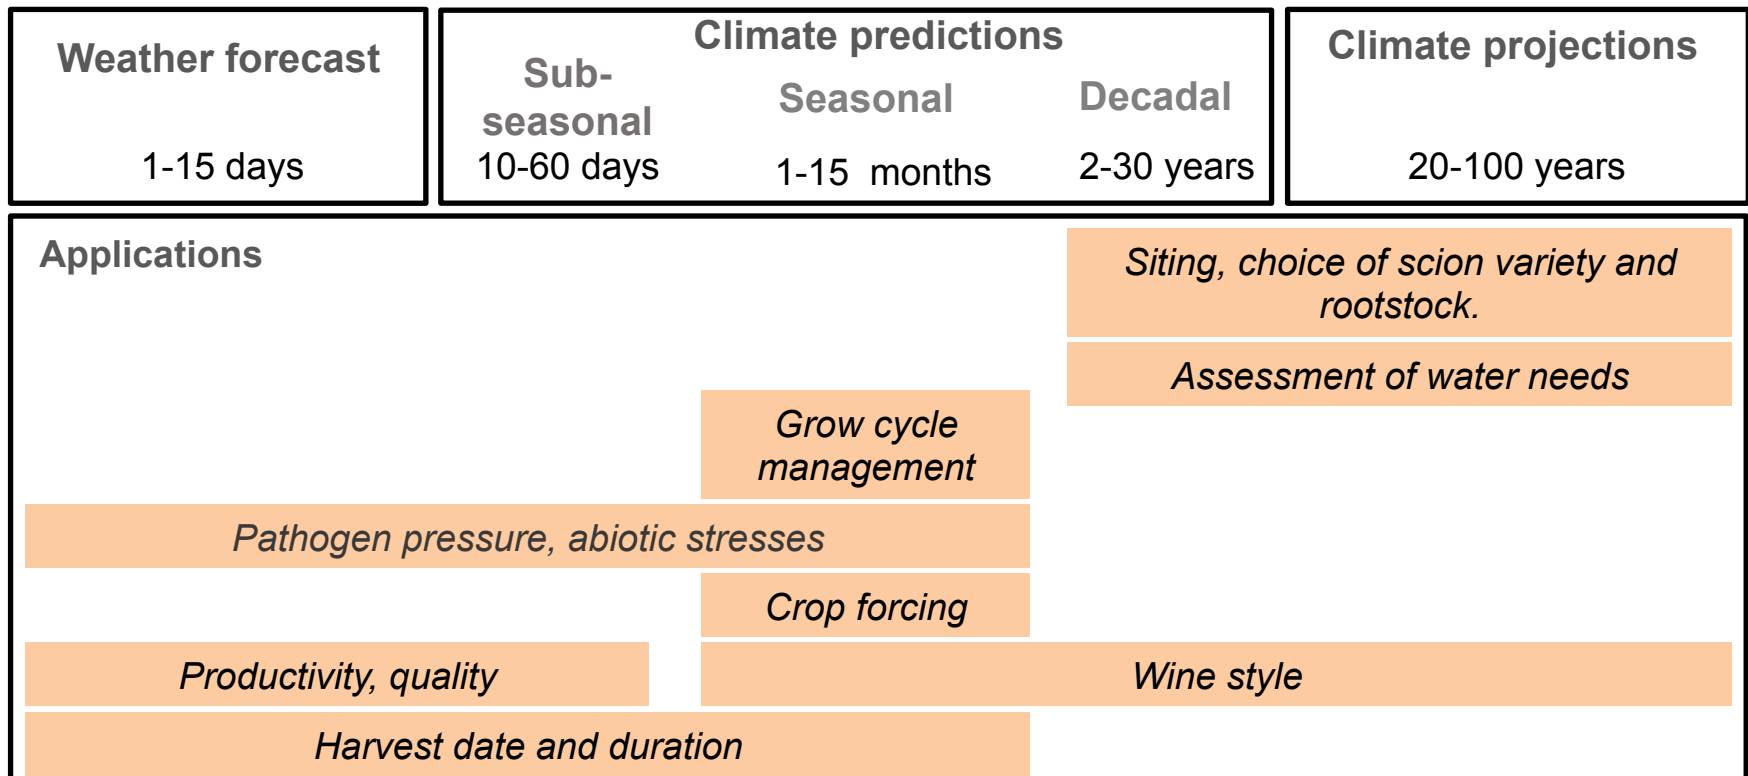 Weather forecast
1-15 days
Climate predictions
Sub-
seasonal
10-60 days
Seasonal
1-15 months
Decadal
2-30 years
Climate projections
20-100 years
Applications
Siting, choice of scion variety and
rootstock.
Assessment of water needs
Grow cycle
management
Pathogen pressure, abiotic stresses
Crop forcing
Productivity, quality
Wine style
Harvest date and duration